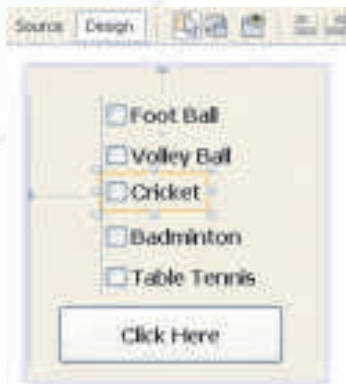 Source Design
Foot Ball
Volley Ball
Cricket
Badminton
Table Tennis
Click Here